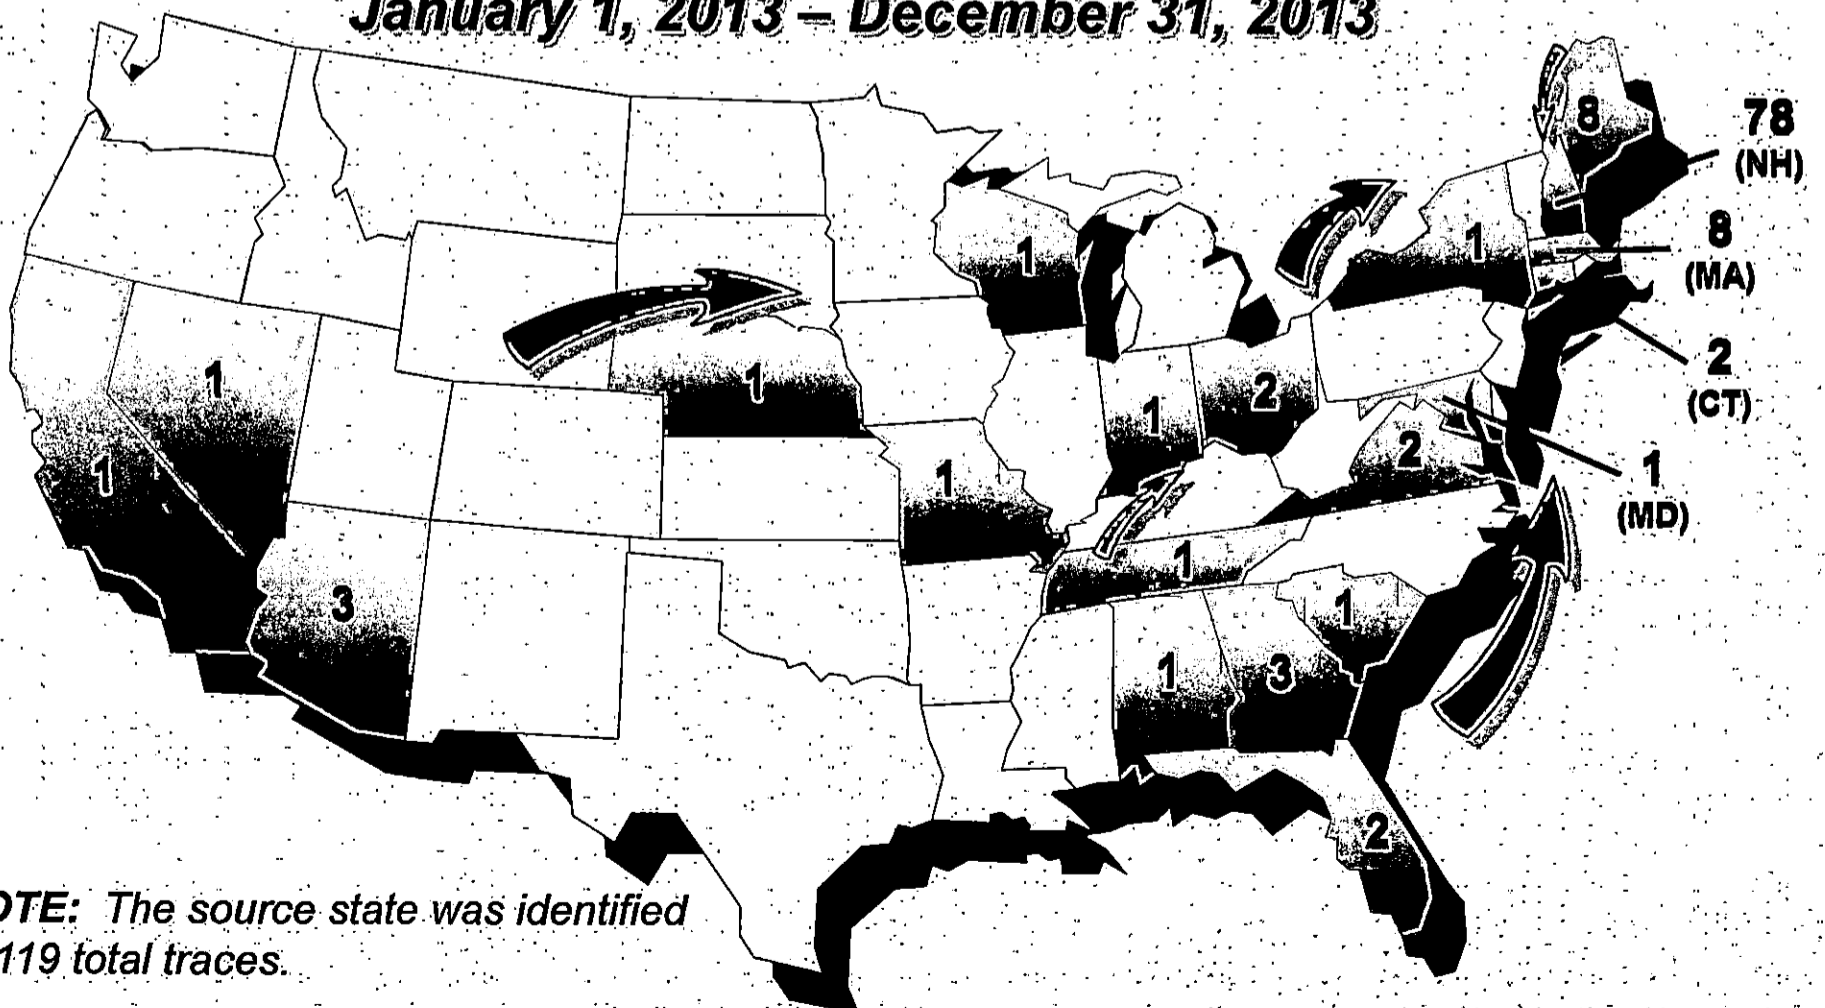 January 1, 2013 – December 31, 2013
8
78
(NH)
1
1
8
(MA)
1
1
1
2
2
(CT)
1
1
2
1
(MD)
3
1
1
1
3
2
OTE: The source state was identified
119 total traces.